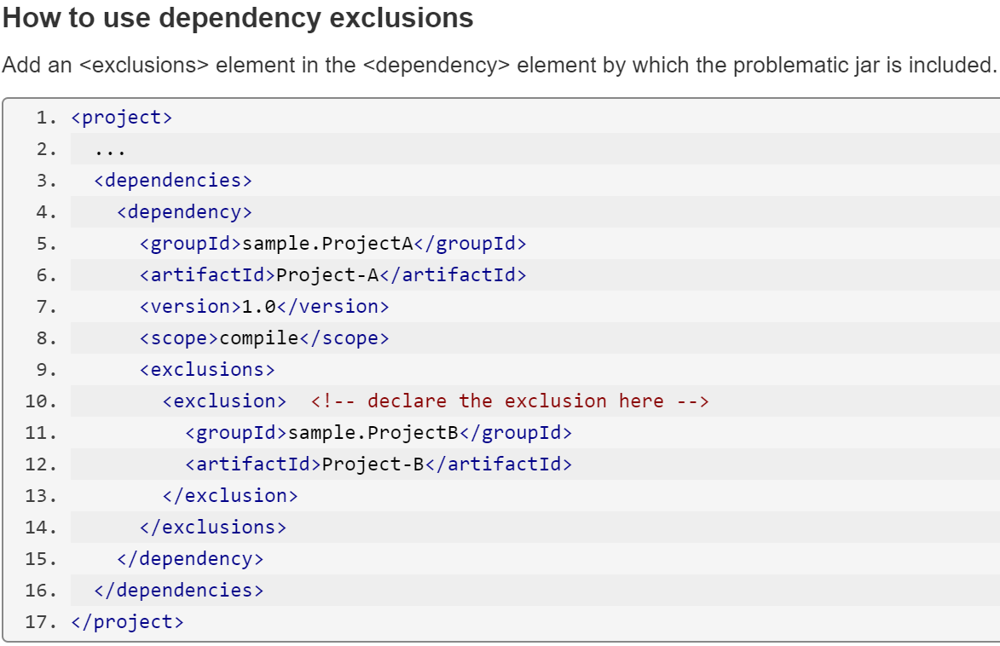 How to use dependency exclusions
Add an <exclusions> element in the <dependency> element by which the problematic jar is included.
1. <project>
2.   ...
3.   <dependencies>
4.     <dependency>
5.       <groupId>sample.ProjectA</groupId>
6.       <artifactId>Project-A</artifactId>
7.       <version>1.0</version>
8.       <scope>compile</scope>
9.       <exclusions>
10.         <exclusion>  <!-- declare the exclusion here -->
11.           <groupId>sample.ProjectB</groupId>
12.           <artifactId>Project-B</artifactId>
13.         </exclusion>
14.       </exclusions>
15.     </dependency>
16.   </dependencies>
17. </project>